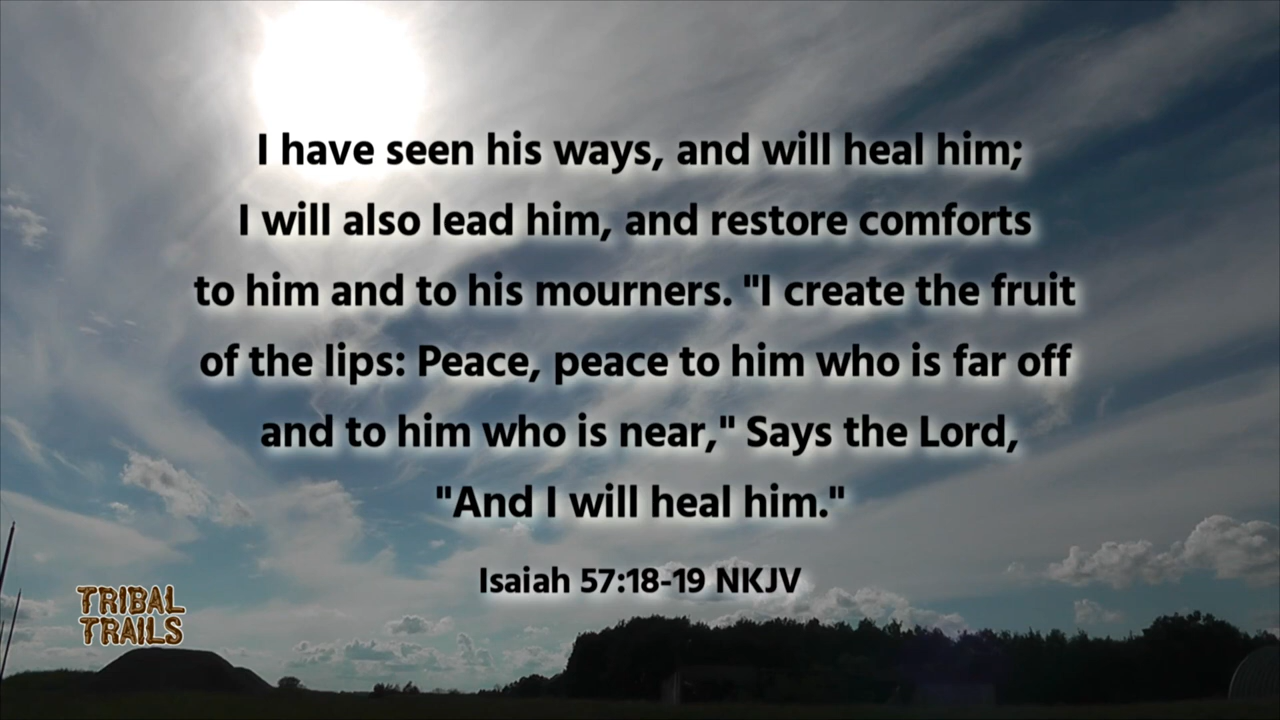 I have seen his ways, and will heal him;
I will also lead him, and restore comforts
to him and to his mourners. "I create the fruit
of the lips: Peace, peace to him who is far off
and to him who is near," Says the Lord,
"And I will heal him."
Isaiah 57:18-19 NKJV
TRIBAL
TRAILS